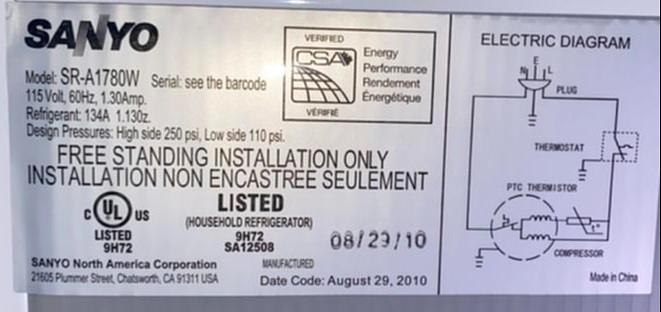 SANYO
Model: SR-A1780W Serial: see the barcode
115 Volt, 60Hz, 1.30Amp.
Refrigerant: 134A 1.130z.
Design Pressures: High side 250 psi, Low side 110 psi.
VERIFIED
CSA
VÉRIFIÉ
Energy
Performance
Rendement
Énergétique
FREE STANDING INSTALLATION ONLY
INSTALLATION NON ENCASTREE SEULEMENT
C UL US
LISTED
9H72
LISTED
(HOUSEHOLD REFRIGERATOR)
9H72
SA12508
08/29/10
SANYO North America Corporation
21605 Plummer Street, Chatsworth, CA 91311 USA
MANUFACTURED
Date Code: August 29, 2010
ELECTRIC DIAGRAM
E
N L
PLUG
THERMOSTAT
PTC THERMISTOR
t°
COMPRESSOR
Made in China